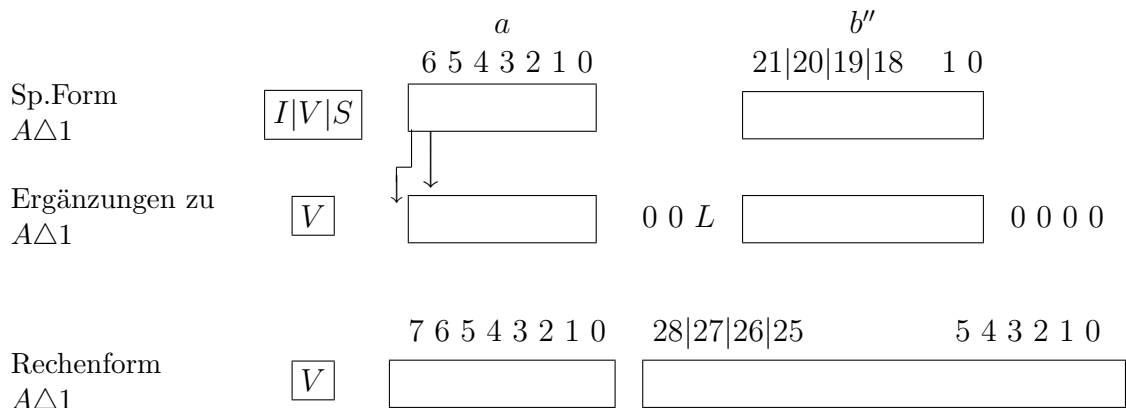 a b″
6 5 4 3 2 1 0 21|20|19|18 1 0
Sp.Form
A△1
I|V|S
Ergänzungen zu
A△1
V 0 0 L 0 0 0 0
7 6 5 4 3 2 1 0 28|27|26|25 5 4 3 2 1 0
Rechenform
A△1
V